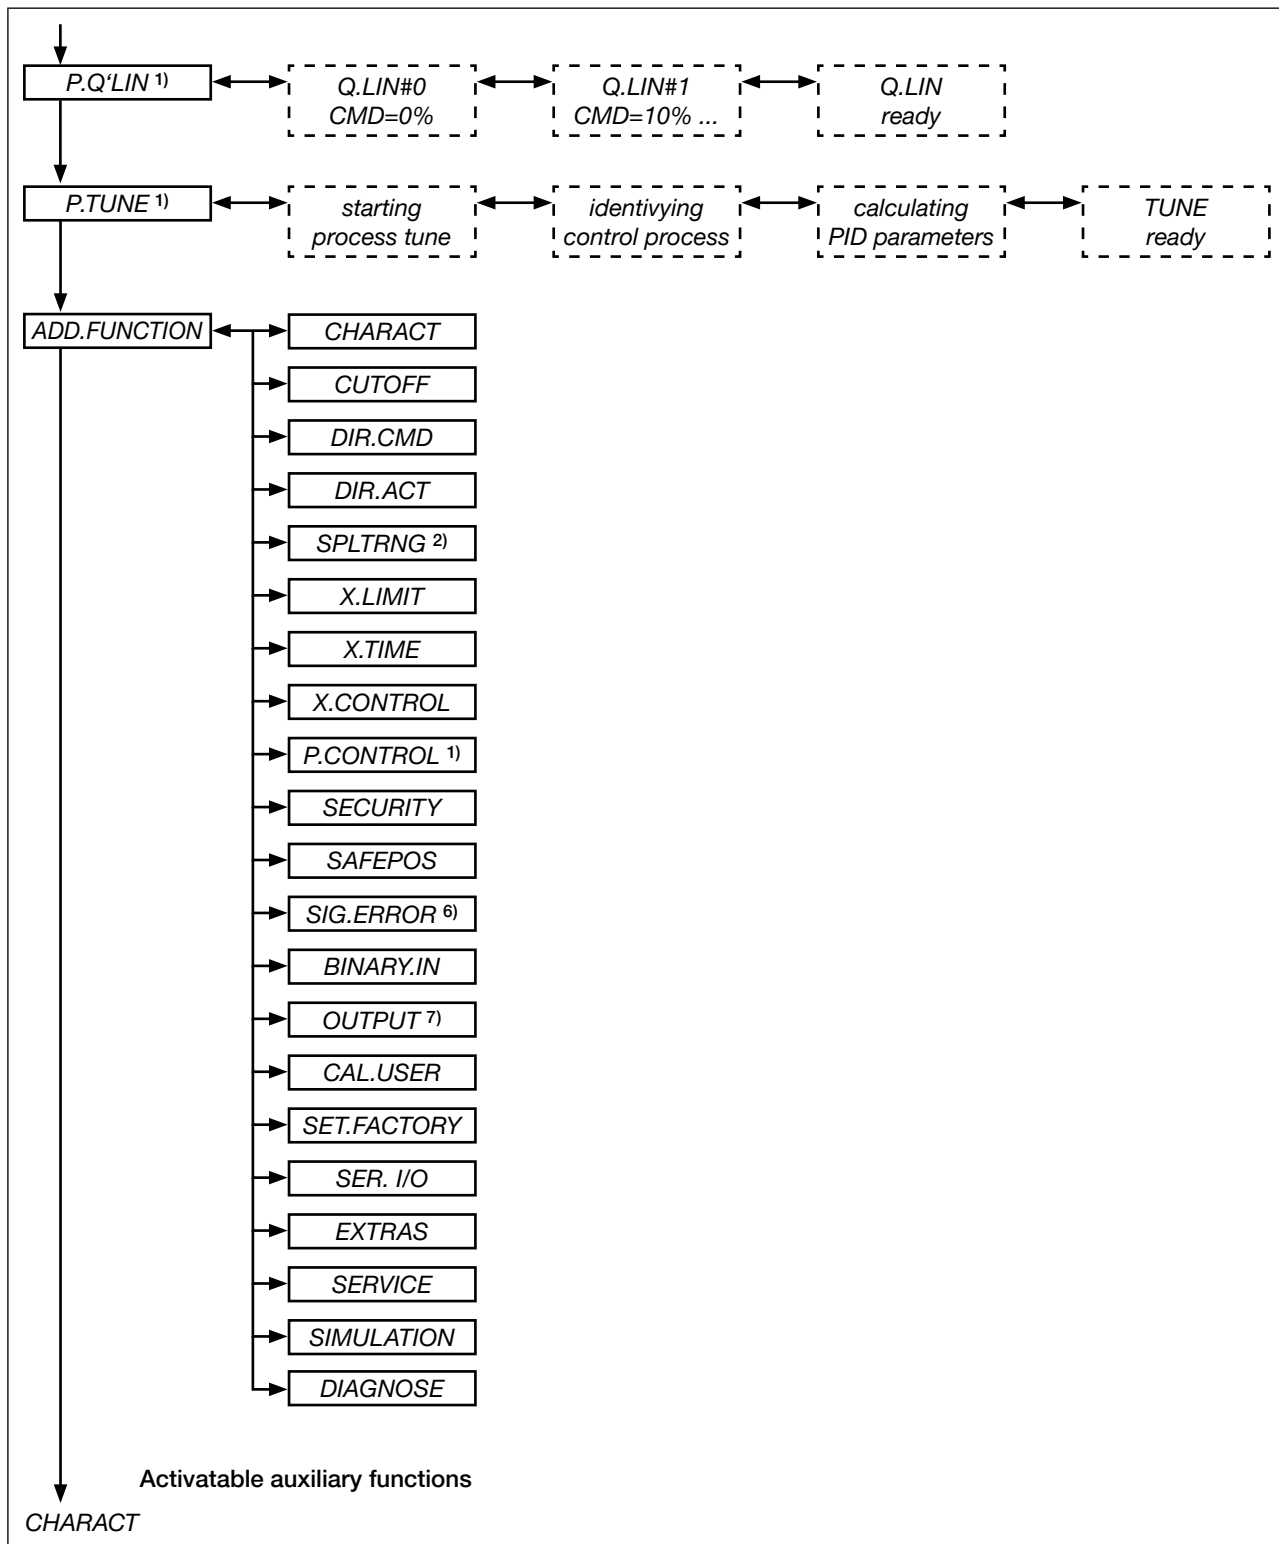 P.Q‘LIN 1)
Q.LIN#0
CMD=0%
Q.LIN#1
CMD=10% ...
Q.LIN
ready
P.TUNE 1)
starting
process tune
identivying
control process
calculating
PID parameters
TUNE
ready
ADD.FUNCTION
CHARACT
CUTOFF
DIR.CMD
DIR.ACT
SPLTRNG 2)
X.LIMIT
X.TIME
X.CONTROL
P.CONTROL 1)
SECURITY
SAFEPOS
SIG.ERROR 6)
BINARY.IN
OUTPUT 7)
CAL.USER
SET.FACTORY
SER. I/O
EXTRAS
SERVICE
SIMULATION
DIAGNOSE
Activatable auxiliary functions
CHARACT